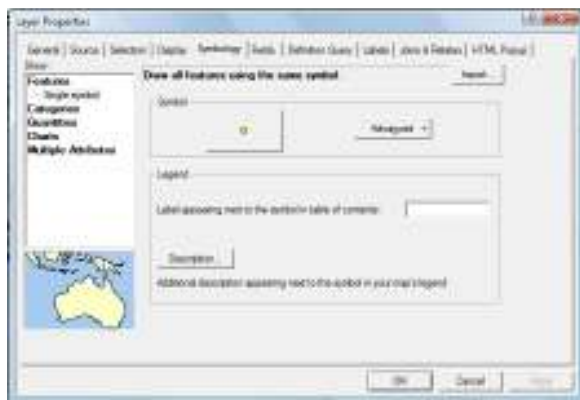 Layer Properties
General Source Selection Display Symbology Fields Definition Query Labels Joins & Relates HTML Popup
Show:
Features
Single symbol
Categories
Quantities
Charts
Multiple Attributes
Draw all features using the same symbol
Import...
Symbol
Advanced
Legend
Label appearing next to the symbol in table of contents:
Description...
Additional description appearing next to the symbol in your map's legend
OK Cancel Apply